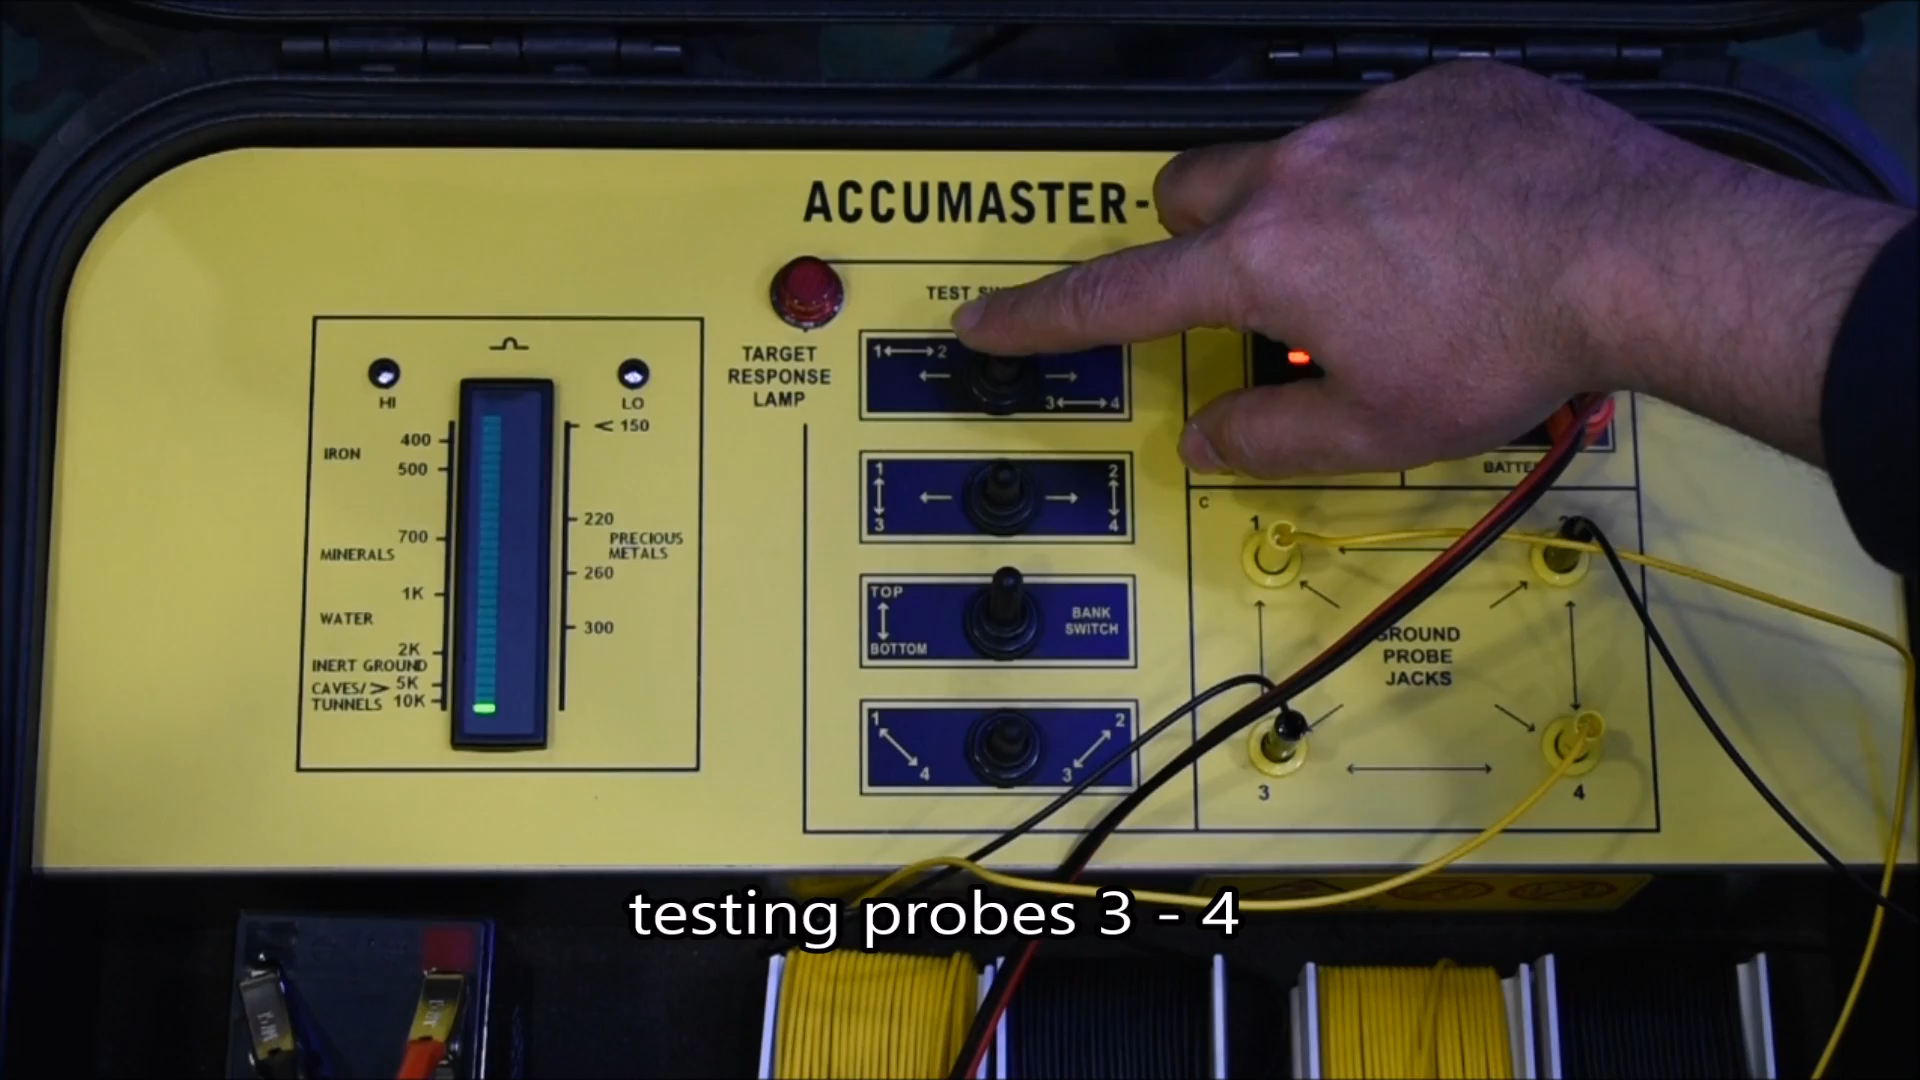 ACCUMASTER-
TEST
TARGET
RESPONSE
LAMP
HI
LO
400
500
700
1K
2K
5K
10K
IRON
MINERALS
WATER
INERT GROUND
CAVES/>
TUNNELS
< 150
220
260
300
PRECIOUS
METALS
1 2
3 4
1
3
2
4
TOP
BOTTOM
BANK
SWITCH
1
4
2
3
C
1
GROUND
PROBE
JACKS
3
4
testing probes 3 - 4